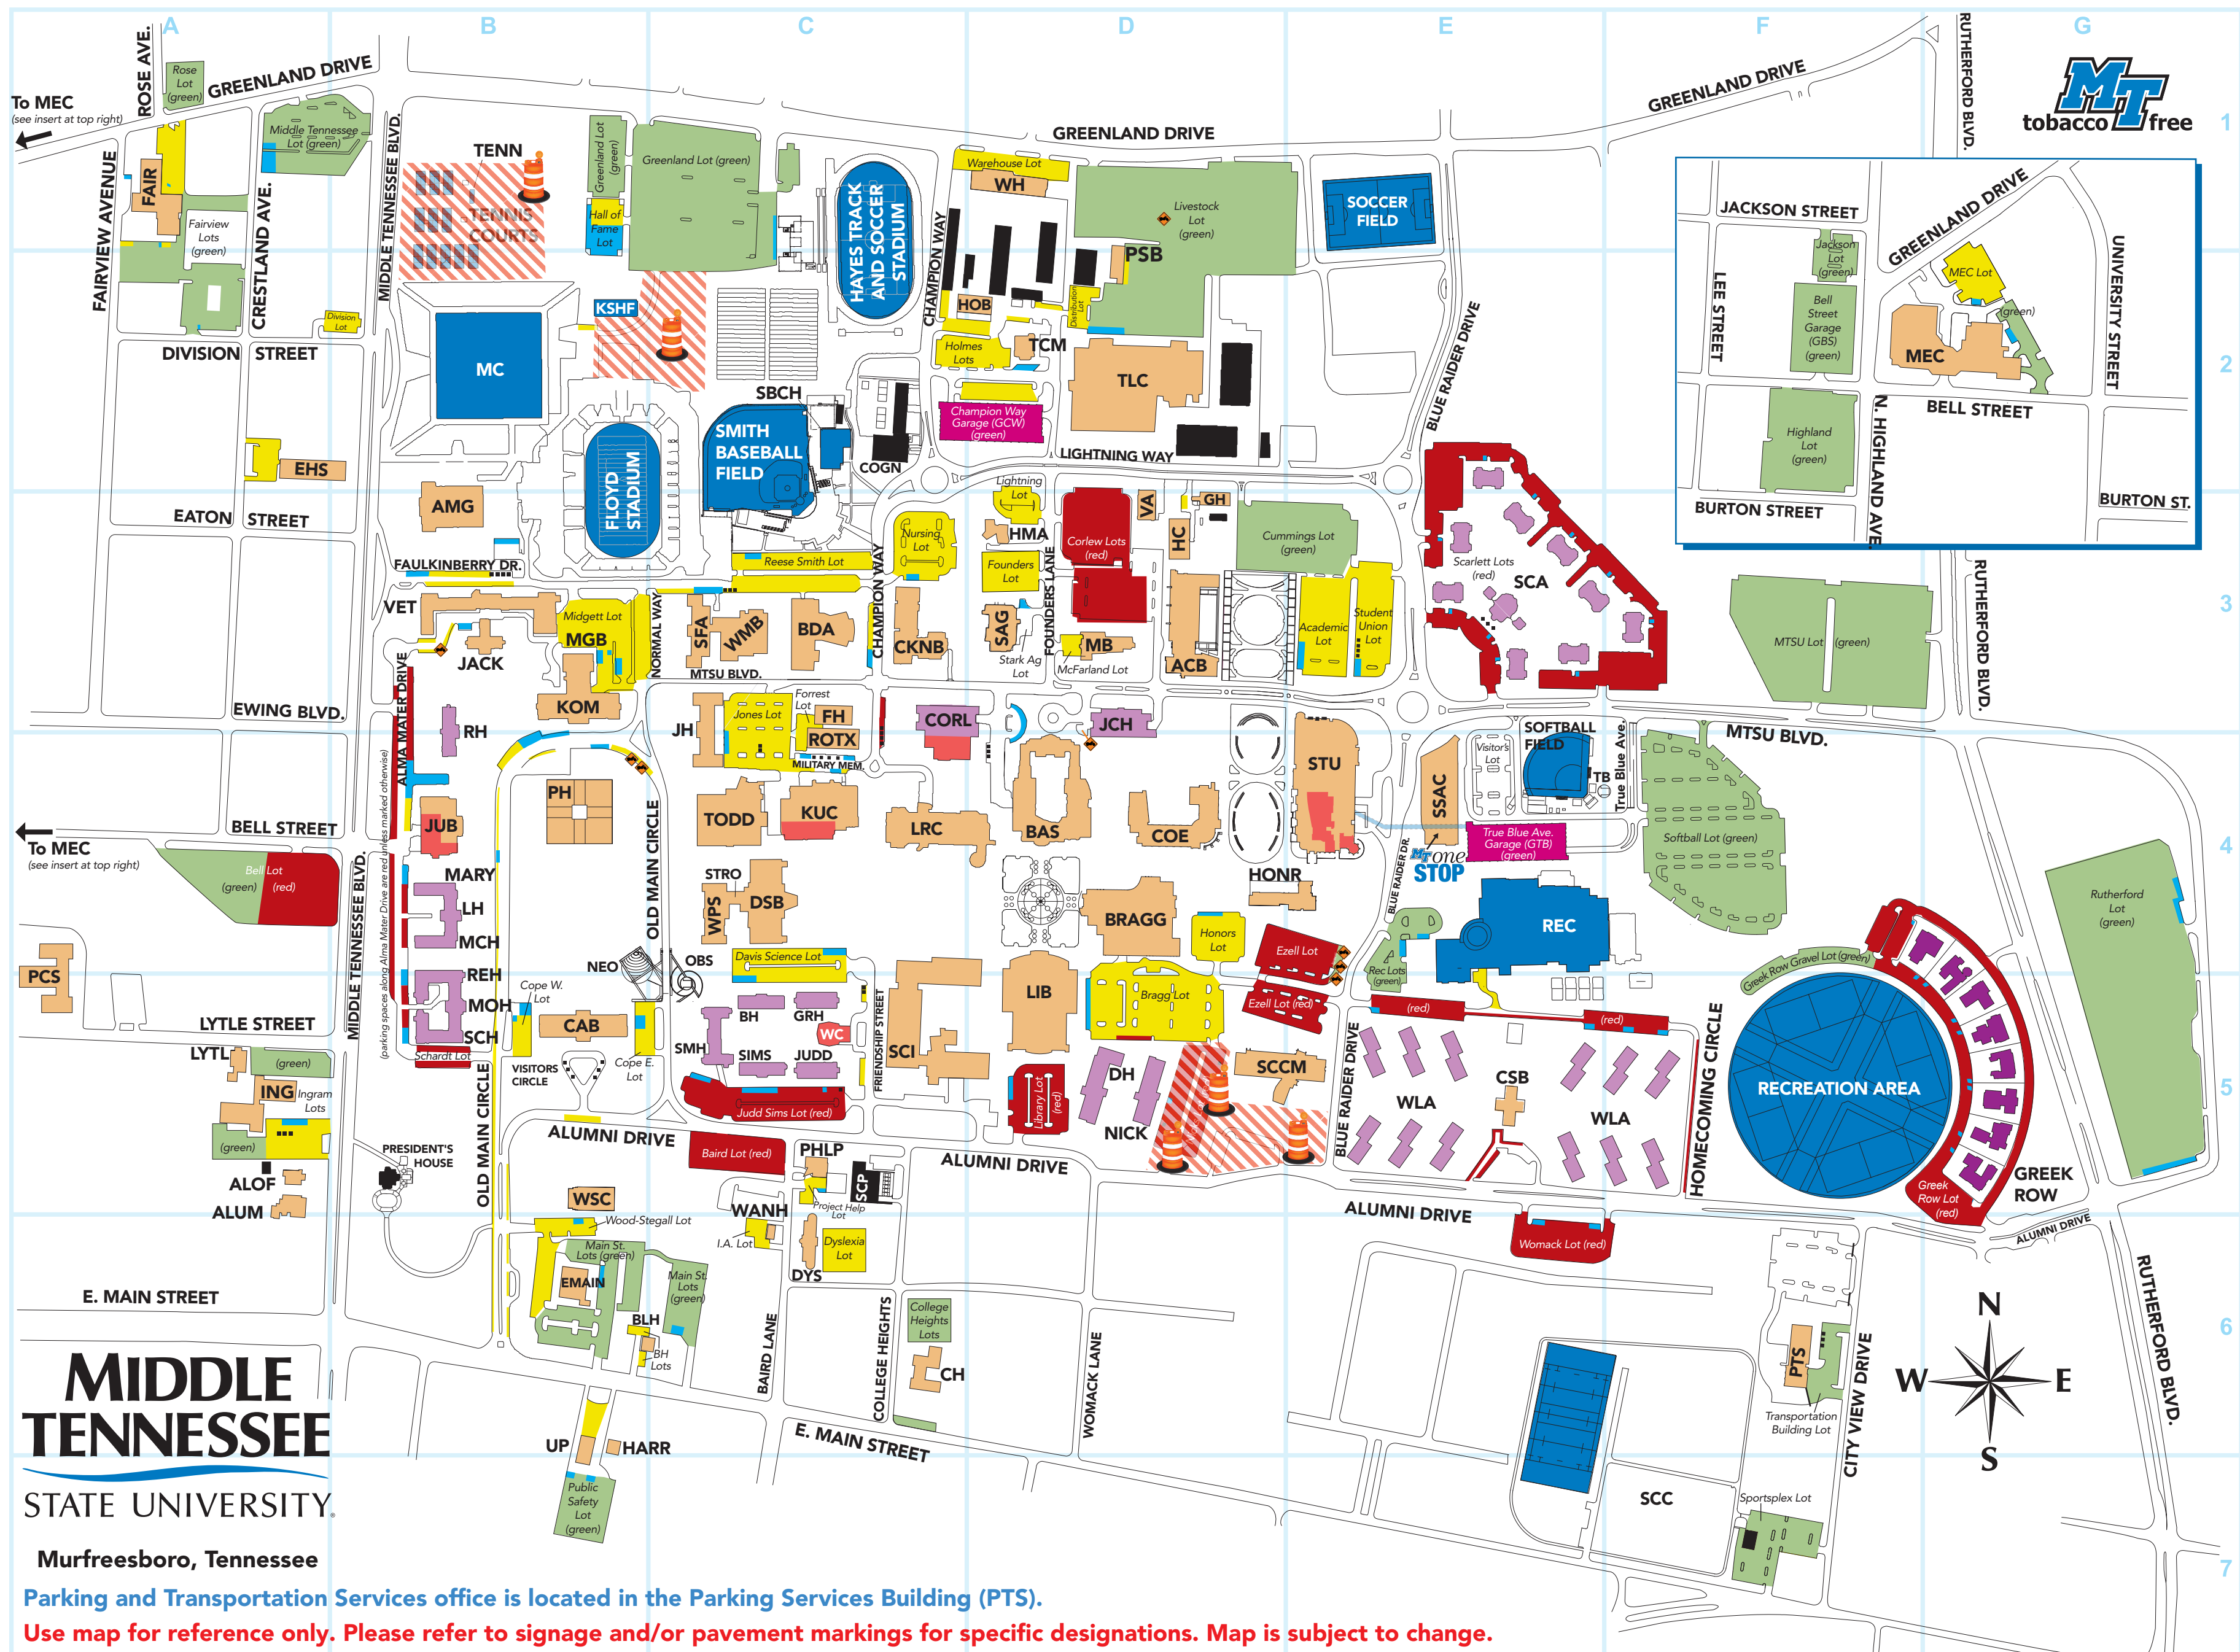 A
B
C
D
E
F
G
1
2
3
4
5
6
7
ROSE AVE.
Rose
Lot
(green)
GREENLAND DRIVE
To MEC
(see insert at top right)
Middle Tennessee
Lot (green)
FAIRVIEW AVENUE
FAIR
Fairview
Lots
(green)
CRESTLAND AVE.
MIDDLE TENNESSEE BLVD.
Division
Lot
DIVISION STREET
TENN
TENNIS
COURTS
Greenland Lot
(green)
Greenland Lot (green)
Hall of
Fame
Lot
KSHF
MC
HAYES TRACK
AND SOCCER
STADIUM
GREENLAND DRIVE
Warehouse Lot
WH
CHAMPION WAY
Livestock
Lot
(green)
PSB
HOB
Distribution
Lot
Holmes
Lots
TCM
TLC
Champion Way
Garage (GCW)
(green)
LIGHTNING WAY
SOCCER
FIELD
BLUE RAIDER DRIVE
GREENLAND DRIVE
RUTHERFORD BLVD.
MT
tobacco free
JACKSON STREET
GREENLAND DRIVE
Jackson
Lot
(green)
MEC Lot
(green)
LEE STREET
Bell
Street
Garage
(GBS)
(green)
MEC
UNIVERSITY STREET
BELL STREET
Highland
Lot
(green)
N. HIGHLAND AVE.
BURTON STREET
BURTON ST.
EHS
EATON STREET
AMG
FLOYD
STADIUM
SBCH
SMITH
BASEBALL
FIELD
COGN
Reese Smith Lot
FAULKINBERRY DR.
VET
JACK
Midgett Lot
MGB
KOM
NORMAL WAY
SFA
WMB
BDA
CHAMPION WAY
MTSU BLVD.
Nursing
Lot
CKNB
Lightning
Lot
HMA
Founders
Lot
SAG
Stark Ag
Lot
FOUNDERS LANE
Corlew Lots
(red)
VA
GH
HC
MB
McFarland Lot
ACB
Cummings Lot
(green)
Academic
Lot
Student
Union
Lot
Scarlett Lots
(red)
SCA
MTSU Lot (green)
RUTHERFORD BLVD.
EWING BLVD.
ALMA MATER DRIVE
(parking spaces along Alma Mater Drive are red unless marked otherwise)
RH
JH
Jones Lot
Forrest
Lot
FH
ROTX
MILITARY MEM.
CORL
JCH
STU
SSAC
Visitor's
Lot
SOFTBALL
FIELD
TB
True Blue Ave.
MTSU BLVD.
BELL STREET
To MEC
(see insert at top right)
Bell Lot
(green) (red)
MIDDLE TENNESSEE BLVD.
JUB
PH
OLD MAIN CIRCLE
TODD
KUC
LRC
BAS
COE
HONR
BLUE RAIDER DR.
MT one
STOP
True Blue Ave.
Garage (GTB)
(green)
Softball Lot (green)
Rutherford
Lot
(green)
MARY
LH
MCH
REH
MOH
SCH
Schardt Lot
STRO
WPS
DSB
NEO
OBS
Davis Science Lot
BRAGG
Honors
Lot
Ezell Lot
Ezell Lot (red)
Rec Lots
(green)
REC
Greek Row Gravel Lot (green)
PCS
LYTLE STREET
LYTL
(green)
ING
Ingram
Lots
(green)
ALOF
ALUM
Cope W.
Lot
CAB
VISITORS
CIRCLE
Cope E.
Lot
SMH
BH
GRH
WC
SIMS
JUDD
Judd Sims Lot (red)
FRIENDSHIP STREET
SCI
LIB
Bragg Lot
Library Lot
(red)
DH
NICK
SCCM
BLUE RAIDER DRIVE
(red)
(red)
WLA
CSB
WLA
HOMECOMING CIRCLE
RECREATION AREA
Greek
Row Lot
(red)
GREEK
ROW
OLD MAIN CIRCLE
PRESIDENT'S
HOUSE
ALUMNI DRIVE
Baird Lot (red)
PHLP
SCP
Project Help
Lot
ALUMNI DRIVE
ALUMNI DRIVE
ALUMNI DRIVE
WSC
Wood-Stegall Lot
WANH
I.A. Lot
DYS
Dyslexia
Lot
Womack Lot (red)
Main St.
Lots (green)
EMAIN
Main St.
Lots
(green)
BLH
BH
Lots
E. MAIN STREET
BAIRD LANE
COLLEGE HEIGHTS
College
Heights
Lots
CH
WOMACK LANE
E. MAIN STREET
UP
HARR
Public
Safety
Lot
(green)
PTS
Transportation
Building Lot
CITY VIEW DRIVE
RUTHERFORD BLVD.
N
W
E
S
SCC
Sportsplex Lot
MIDDLE
TENNESSEE
STATE UNIVERSITY
Murfreesboro, Tennessee
Parking and Transportation Services office is located in the Parking Services Building (PTS).
Use map for reference only. Please refer to signage and/or pavement markings for specific designations. Map is subject to change.